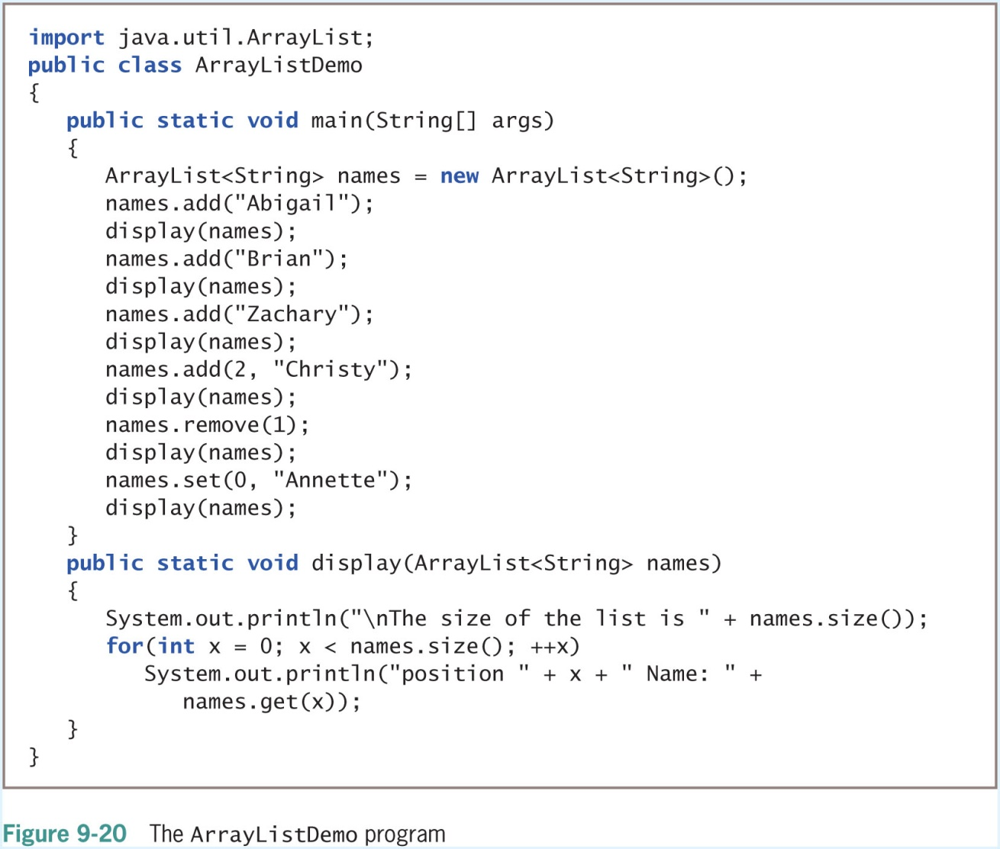 import java.util.ArrayList;
public class ArrayListDemo
{
   public static void main(String[] args)
   {
      ArrayList<String> names = new ArrayList<String>();
      names.add("Abigail");
      display(names);
      names.add("Brian");
      display(names);
      names.add("Zachary");
      display(names);
      names.add(2, "Christy");
      display(names);
      names.remove(1);
      display(names);
      names.set(0, "Annette");
      display(names);
   }
   public static void display(ArrayList<String> names)
   {
      System.out.println("\nThe size of the list is " + names.size());
      for(int x = 0; x < names.size(); ++x)
         System.out.println("position " + x + " Name: " +
            names.get(x));
   }
}
Figure 9-20 The ArrayListDemo program